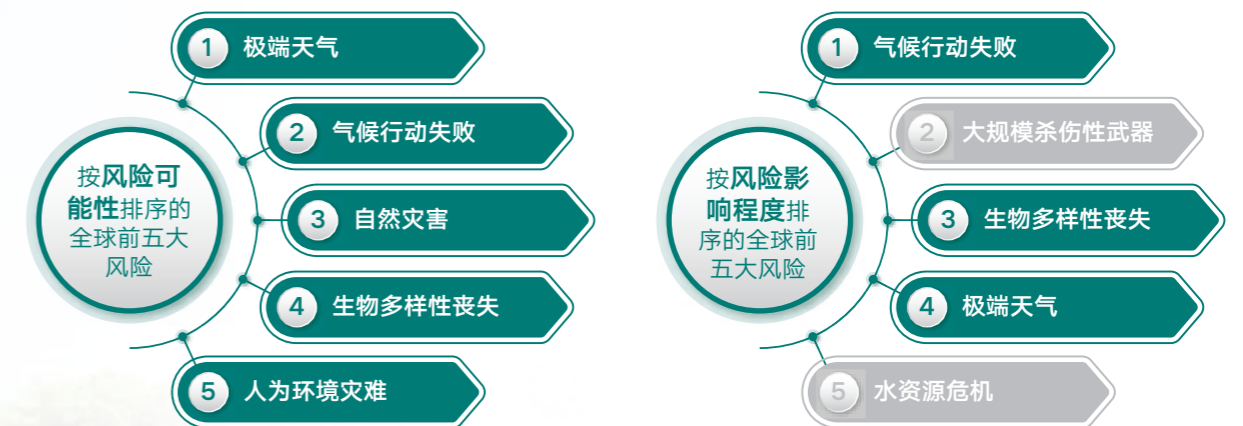 按风险可
能性排序的
全球前五大
风险
1 极端天气
2 气候行动失败
3 自然灾害
4 生物多样性丧失
5 人为环境灾难
按风险影
响程度排
序的全球前
五大风险
1 气候行动失败
2 大规模杀伤性武器
3 生物多样性丧失
4 极端天气
5 水资源危机